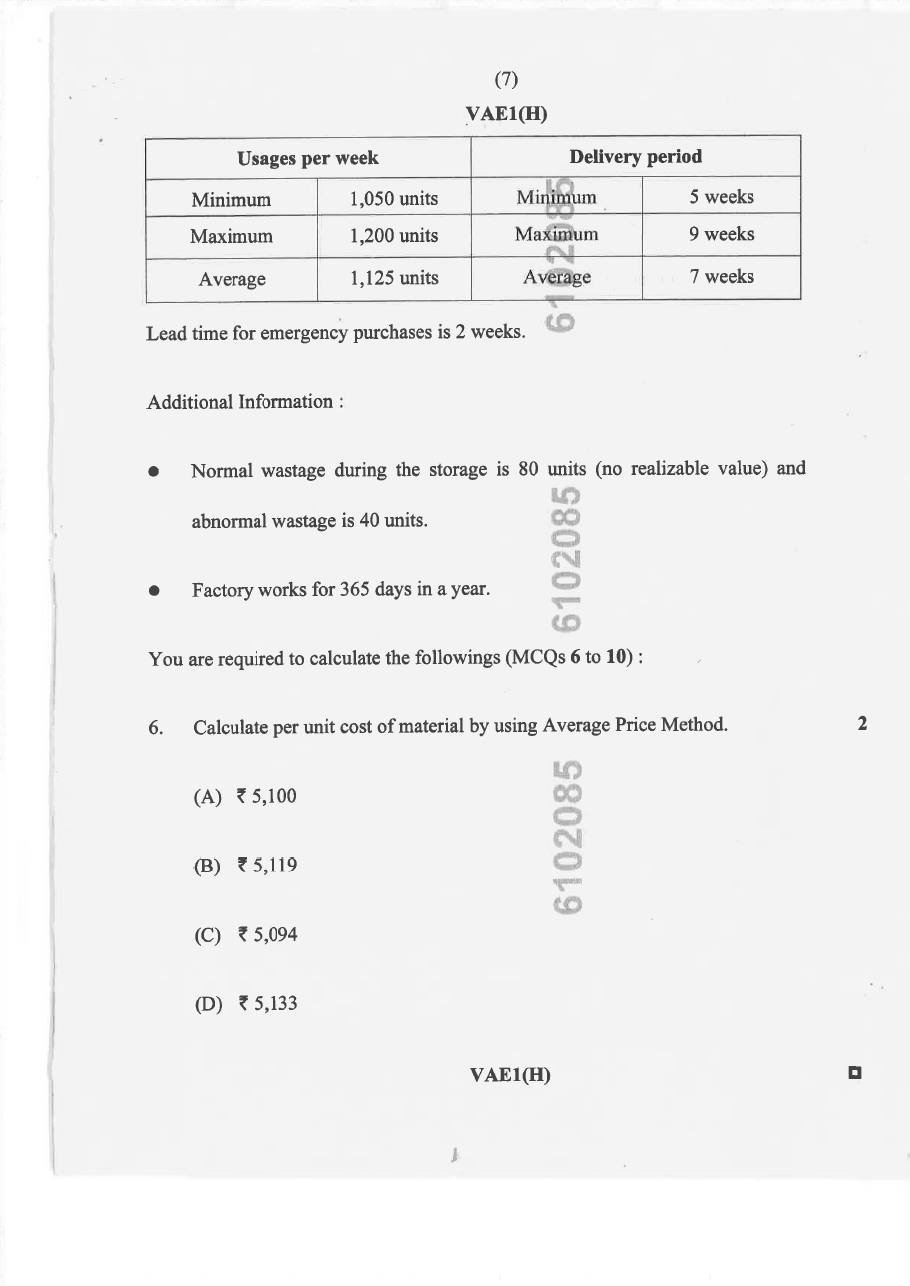 (7)
VAE1(H)
Usages per week Delivery period
Minimum 1,050 units Minimum 5 weeks
Maximum 1,200 units Maximum 9 weeks
Average 1,125 units Average 7 weeks
6102085
Lead time for emergency purchases is 2 weeks.
Additional Information :
● Normal wastage during the storage is 80 units (no realizable value) and
abnormal wastage is 40 units.
6102085
● Factory works for 365 days in a year.
You are required to calculate the followings (MCQs 6 to 10) :
6. Calculate per unit cost of material by using Average Price Method. 2
(A) ₹ 5,100
(B) ₹ 5,119
6102085
(C) ₹ 5,094
(D) ₹ 5,133
VAE1(H)